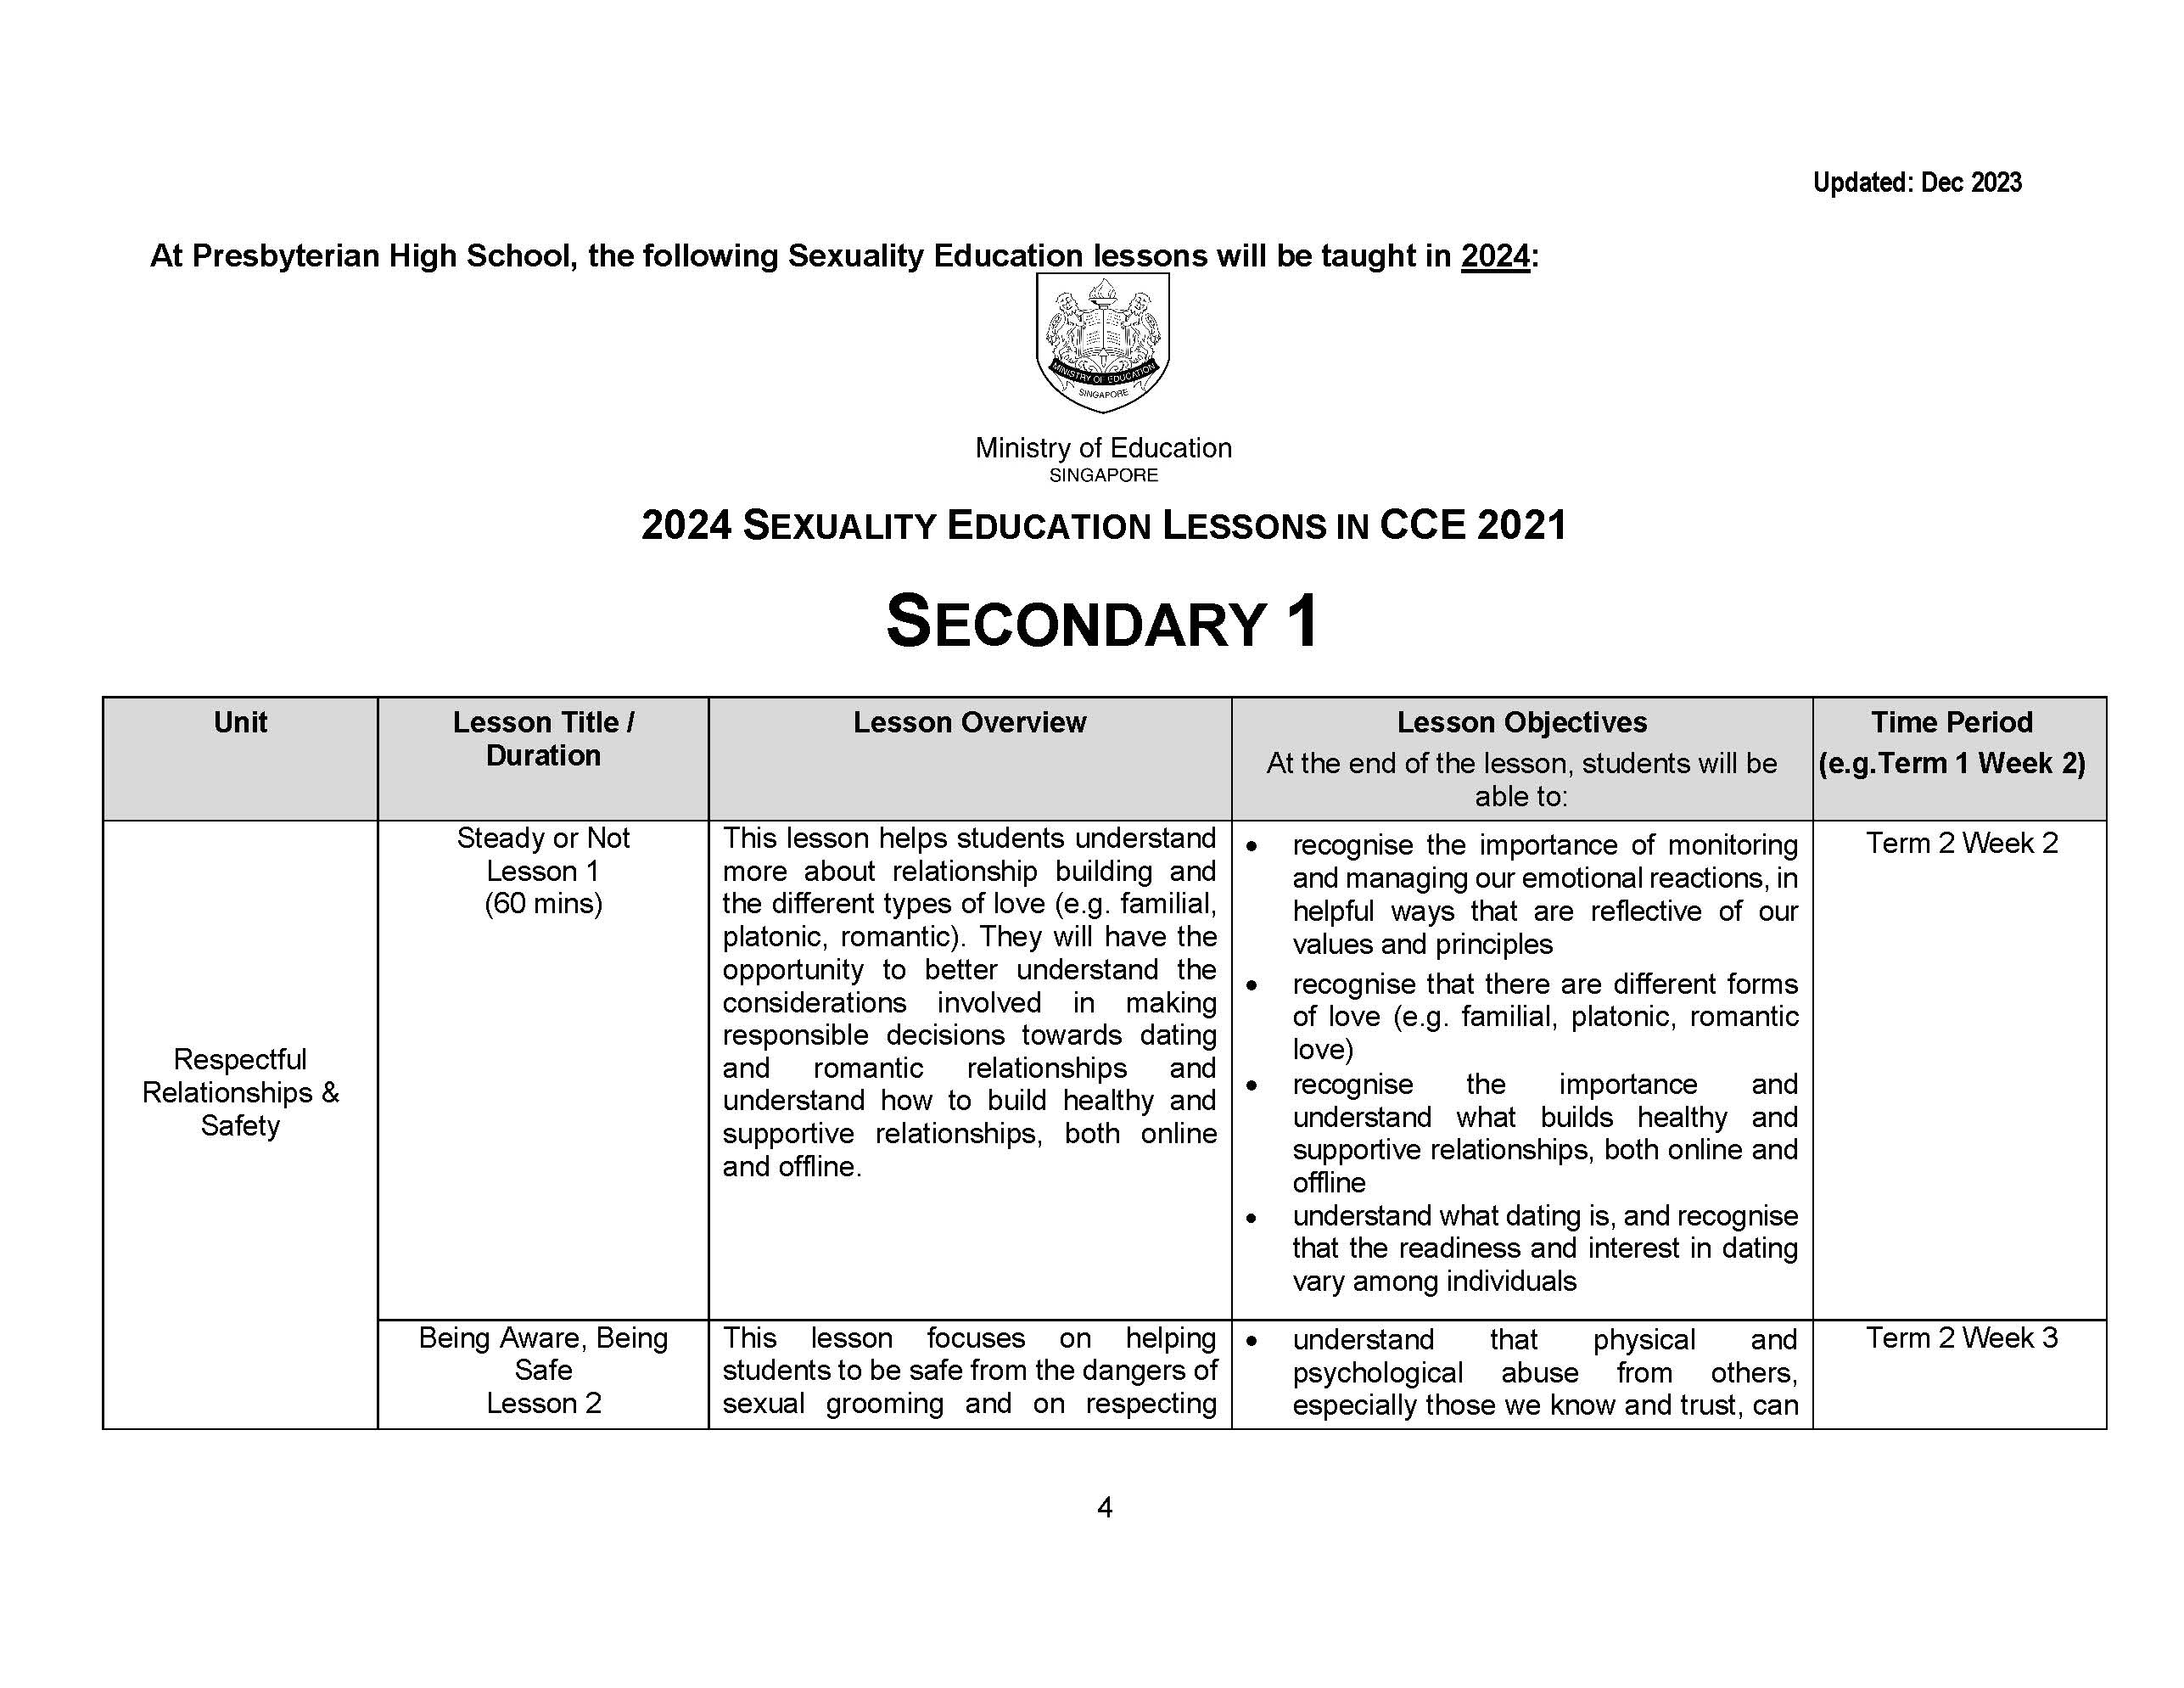 Updated: Dec 2023
At Presbyterian High School, the following Sexuality Education lessons will be taught in 2024:
MINISTRY OF EDUCATION
SINGAPORE
Ministry of Education
SINGAPORE
2024 SEXUALITY EDUCATION LESSONS IN CCE 2021
SECONDARY 1
Unit
Lesson Title /
Duration
Lesson Overview
Lesson Objectives
At the end of the lesson, students will be
able to:
Time Period
(e.g.Term 1 Week 2)
Respectful
Relationships &
Safety
Steady or Not
Lesson 1
(60 mins)
This lesson helps students understand
more about relationship building and
the different types of love (e.g. familial,
platonic, romantic). They will have the
opportunity to better understand the
considerations involved in making
responsible decisions towards dating
and romantic relationships and
understand how to build healthy and
supportive relationships, both online
and offline.
• recognise the importance of monitoring
and managing our emotional reactions, in
helpful ways that are reflective of our
values and principles
• recognise that there are different forms
of love (e.g. familial, platonic, romantic
love)
• recognise the importance and
understand what builds healthy and
supportive relationships, both online and
offline
• understand what dating is, and recognise
that the readiness and interest in dating
vary among individuals
Term 2 Week 2
Being Aware, Being
Safe
Lesson 2
This lesson focuses on helping
students to be safe from the dangers of
sexual grooming and on respecting
• understand that physical and
psychological abuse from others,
especially those we know and trust, can
Term 2 Week 3
4